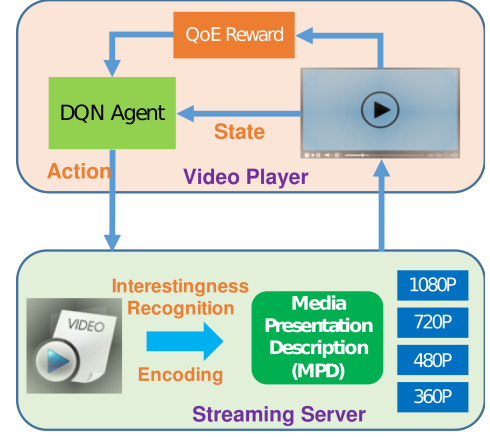 QoE Reward
DQN Agent
State
Action
Video Player
Interestingness
Recognition
Encoding
VIDEO
Media
Presentation
Description
(MPD)
1080P
720P
480P
360P
Streaming Server